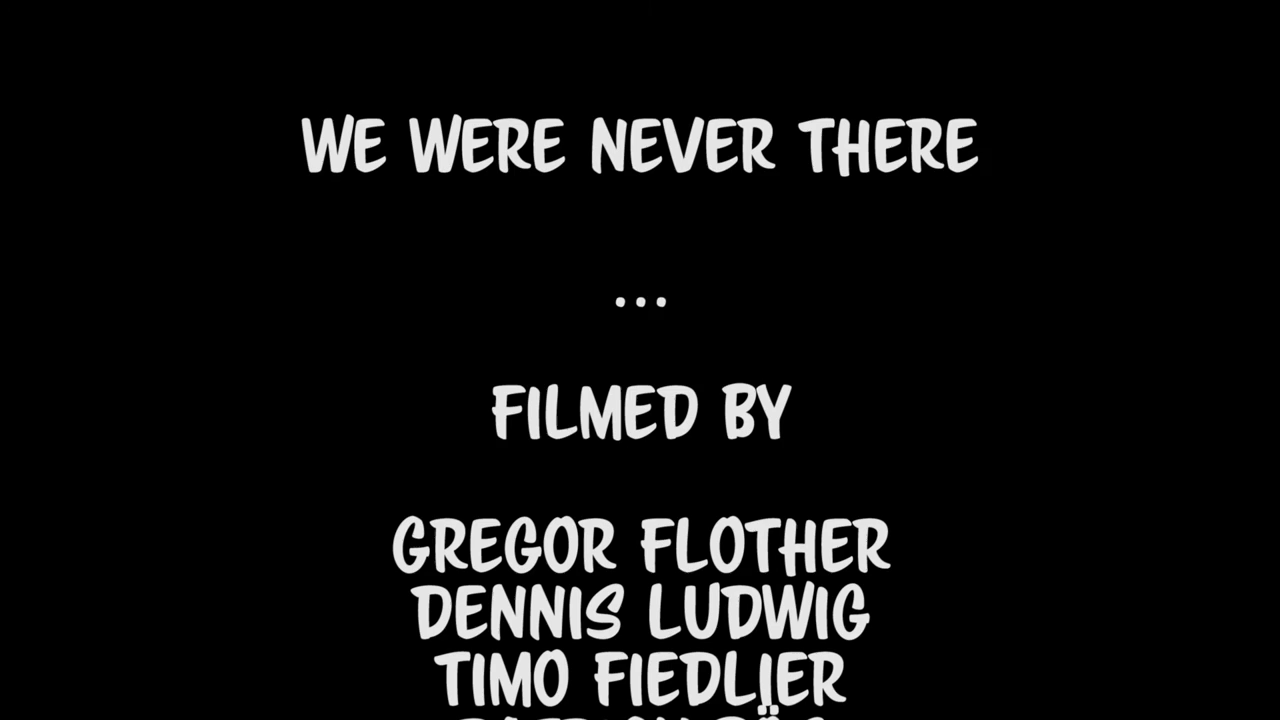 WE WERE NEVER THERE
...
FILMED BY
GREGOR FLOTHER
DENNIS LUDWIG
TIMO FIEDLIER